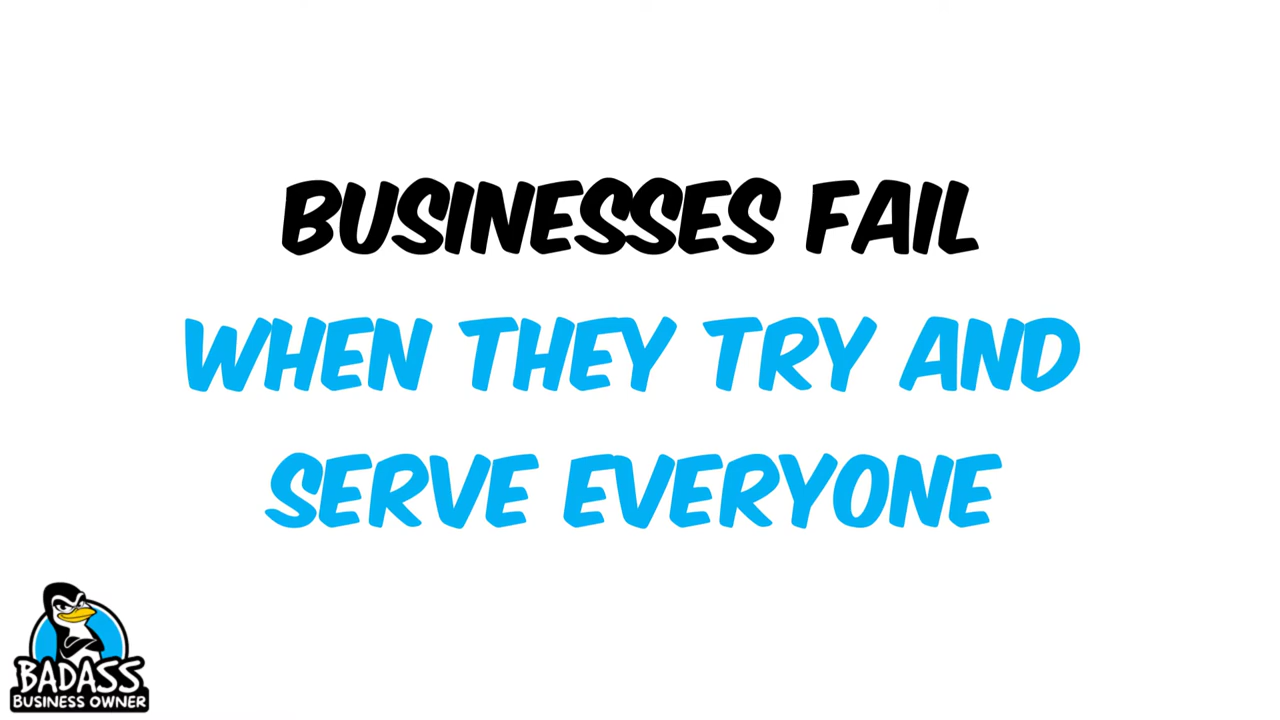 BUSINESSES FAIL
WHEN THEY TRY AND
SERVE EVERYONE
BADASS
BUSINESS OWNER